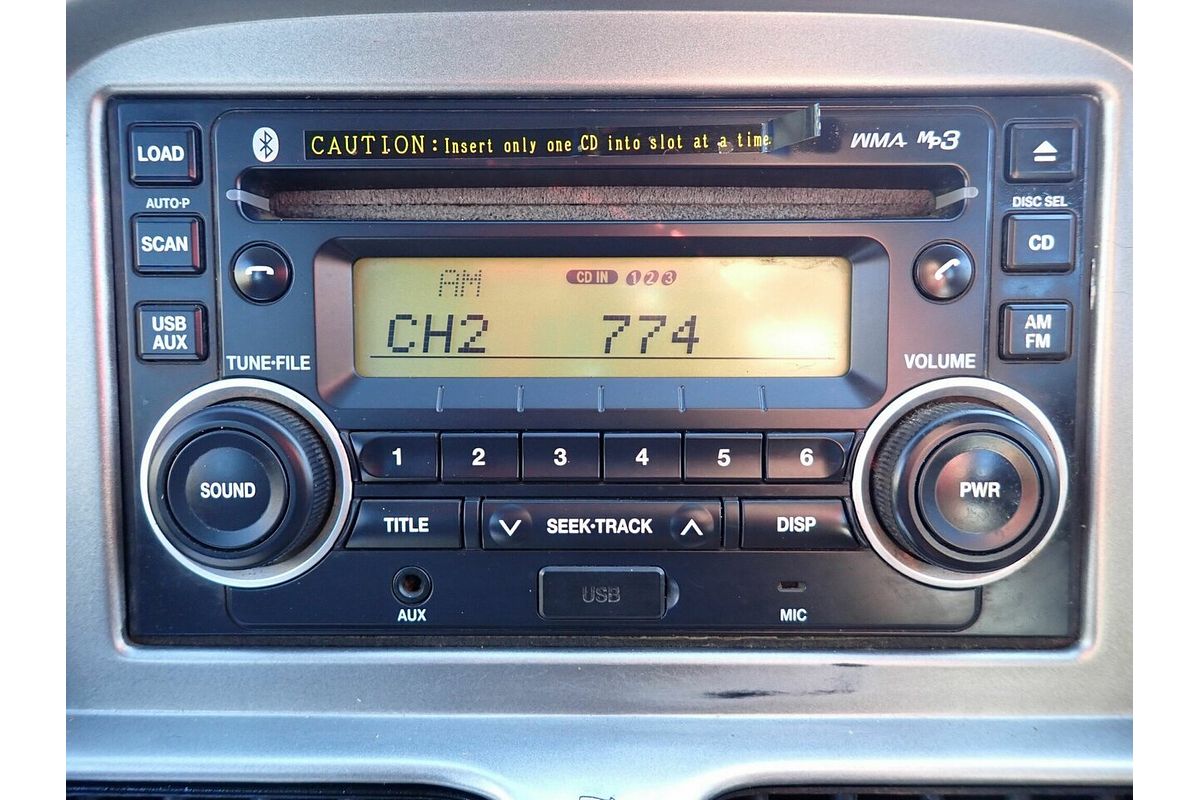 LOAD
CAUTION: Insert only one CD into slot at a time
WMA MP3
AUTO-P
DISC SEL
SCAN
CD
AM
CD IN 1 2 3
CH2 774
USB
AUX
AM
FM
TUNE•FILE
VOLUME
1 2 3 4 5 6
SOUND
PWR
TITLE
SEEK•TRACK
DISP
AUX
USB
MIC